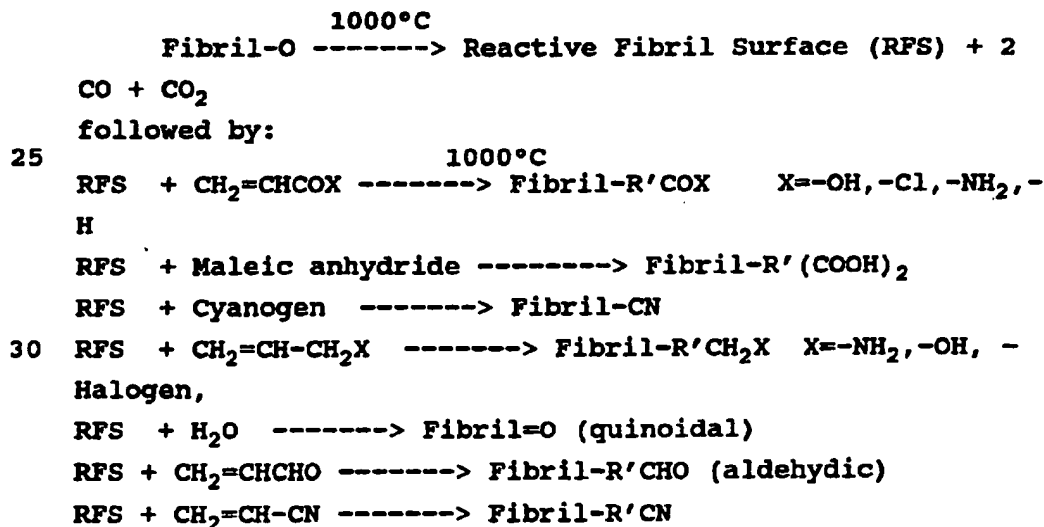 1000°C
Fibril-O -------> Reactive Fibril Surface (RFS) + 2
CO + CO₂
followed by:
25 1000°C
RFS + CH₂=CHCOX -------> Fibril-R'COX X=-OH,-Cl,-NH₂,-
H
RFS + Maleic anhydride --------> Fibril-R'(COOH)₂
RFS + Cyanogen -------> Fibril-CN
30 RFS + CH₂=CH-CH₂X -------> Fibril-R'CH₂X X=-NH₂,-OH, -
Halogen,
RFS + H₂O -------> Fibril=O (quinoidal)
RFS + CH₂=CHCHO -------> Fibril-R'CHO (aldehydic)
RFS + CH₂=CH-CN -------> Fibril-R'CN